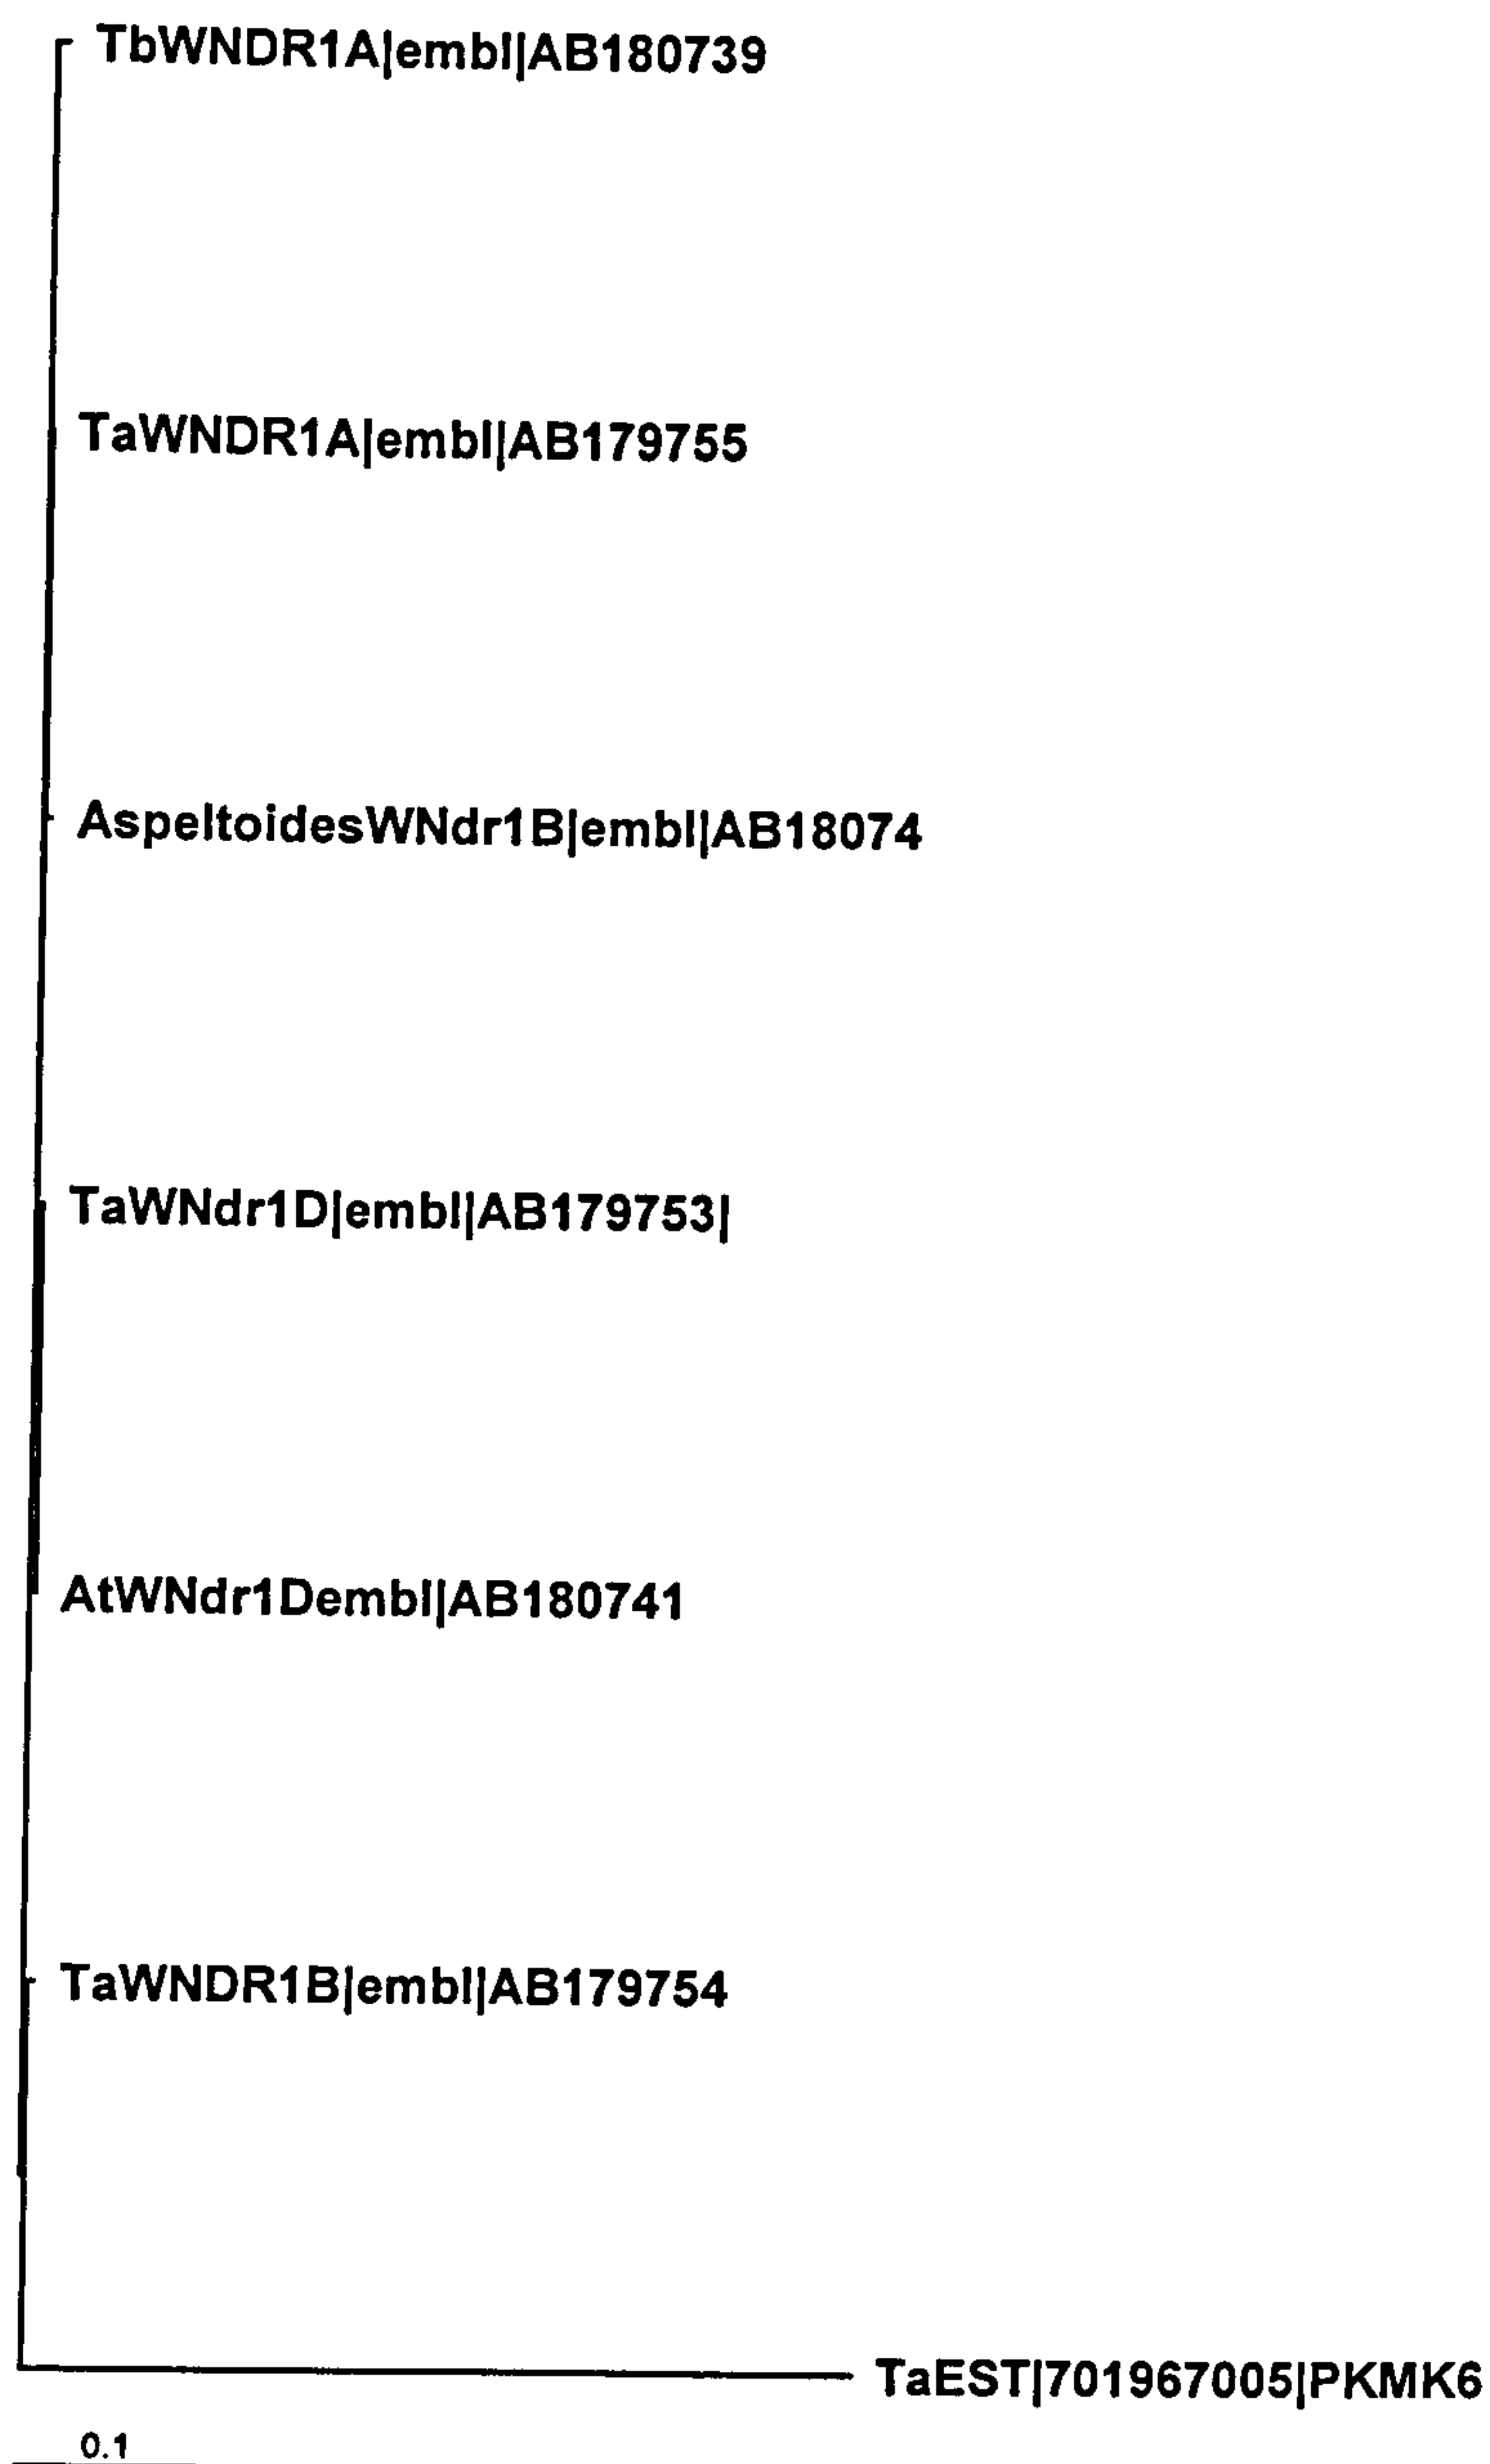 TbWNDR1A|embl||AB180739
TaWNDR1A|embl||AB179755
AspeltoidesWNdr1B|embl||AB18074
TaWNdr1D|embl||AB179753|
AtWNdr1Dembl||AB180741
TaWNDR1B|embl||AB179754
TaEST|701967005|PKMK6
0.1